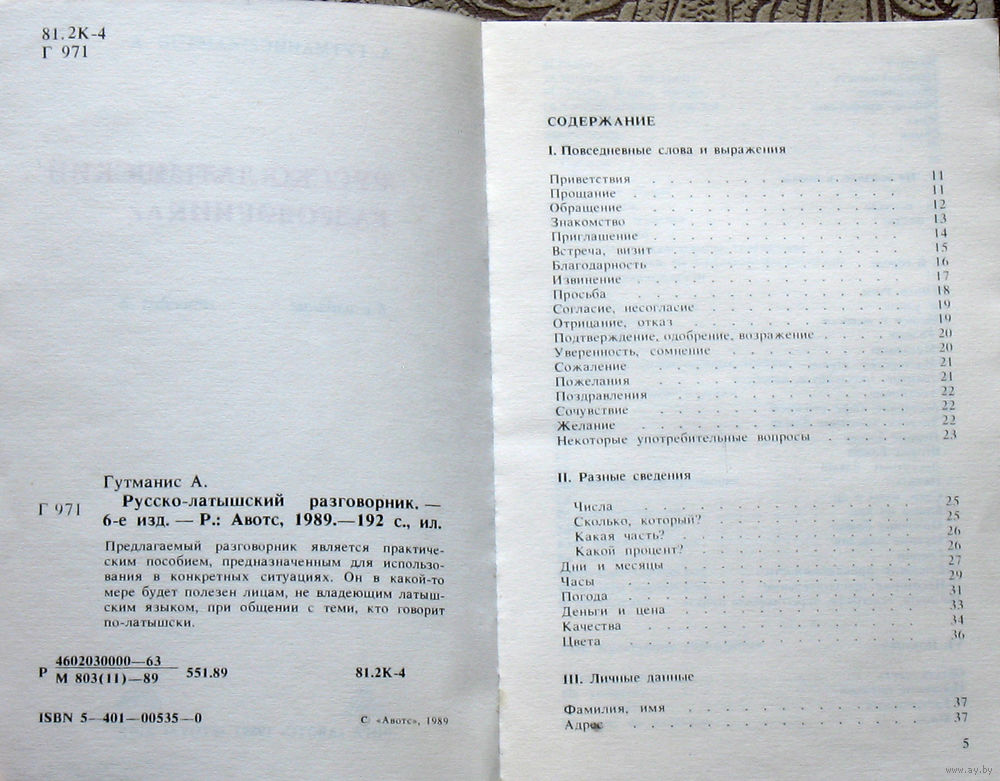 81.2К-4
Г 971
Гутманис А.
Г 971 Русско-латышский разговорник. —
6-е изд. — Р.: Авотс, 1989.—192 с., ил.
Предлагаемый разговорник является практиче-
ским пособием, предназначенным для использо-
вания в конкретных ситуациях. Он в какой-то
мере будет полезен лицам, не владеющим латыш-
ским языком, при общении с теми, кто говорит
по-латышски.
4602030000—63
Р 551.89 81.2К-4
М 803(11)—89
ISBN 5—401—00535—0 © «Авотс», 1989
СОДЕРЖАНИЕ
I. Повседневные слова и выражения
Приветствия . . . . . . . . . . . . . . . 11
Прощание . . . . . . . . . . . . . . . 11
Обращение . . . . . . . . . . . . . . . 12
Знакомство . . . . . . . . . . . . . . . 13
Приглашение . . . . . . . . . . . . . . 14
Встреча, визит . . . . . . . . . . . . . . 15
Благодарность . . . . . . . . . . . . . . 16
Извинение . . . . . . . . . . . . . . . 17
Просьба . . . . . . . . . . . . . . . 18
Согласие, несогласие . . . . . . . . . . . 19
Отрицание, отказ . . . . . . . . . . . . 19
Подтверждение, одобрение, возражение . . . . . 20
Уверенность, сомнение . . . . . . . . . . 20
Сожаление . . . . . . . . . . . . . . 21
Пожелания . . . . . . . . . . . . . . 21
Поздравления . . . . . . . . . . . . . 22
Сочувствие . . . . . . . . . . . . . . 22
Желание . . . . . . . . . . . . . . . 22
Некоторые употребительные вопросы . . . . . 23
II. Разные сведения
Числа . . . . . . . . . . . . . . . 25
Сколько, который? . . . . . . . . . . . 25
Какая часть? . . . . . . . . . . . . . 26
Какой процент? . . . . . . . . . . . . 26
Дни и месяцы . . . . . . . . . . . . . 27
Часы . . . . . . . . . . . . . . . . 29
Погода . . . . . . . . . . . . . . . 31
Деньги и цена . . . . . . . . . . . . . 33
Качества . . . . . . . . . . . . . . . 34
Цвета . . . . . . . . . . . . . . . . 36
III. Личные данные
Фамилия, имя . . . . . . . . . . . . . 37
Адрес . . . . . . . . . . . . . . . . 37
5
www.ay.by